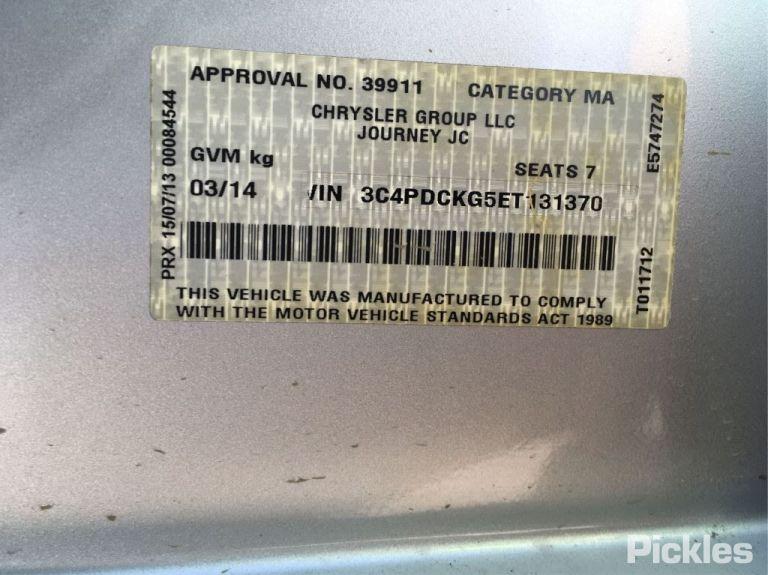 APPROVAL NO. 39911 CATEGORY MA
CHRYSLER GROUP LLC
JOURNEY JC
GVM kg SEATS 7
03/14 VIN 3C4PDCKG5ET131370
THIS VEHICLE WAS MANUFACTURED TO COMPLY
WITH THE MOTOR VEHICLE STANDARDS ACT 1989
PRX 15/07/13 00084544
E5747274
T011712
Pickles